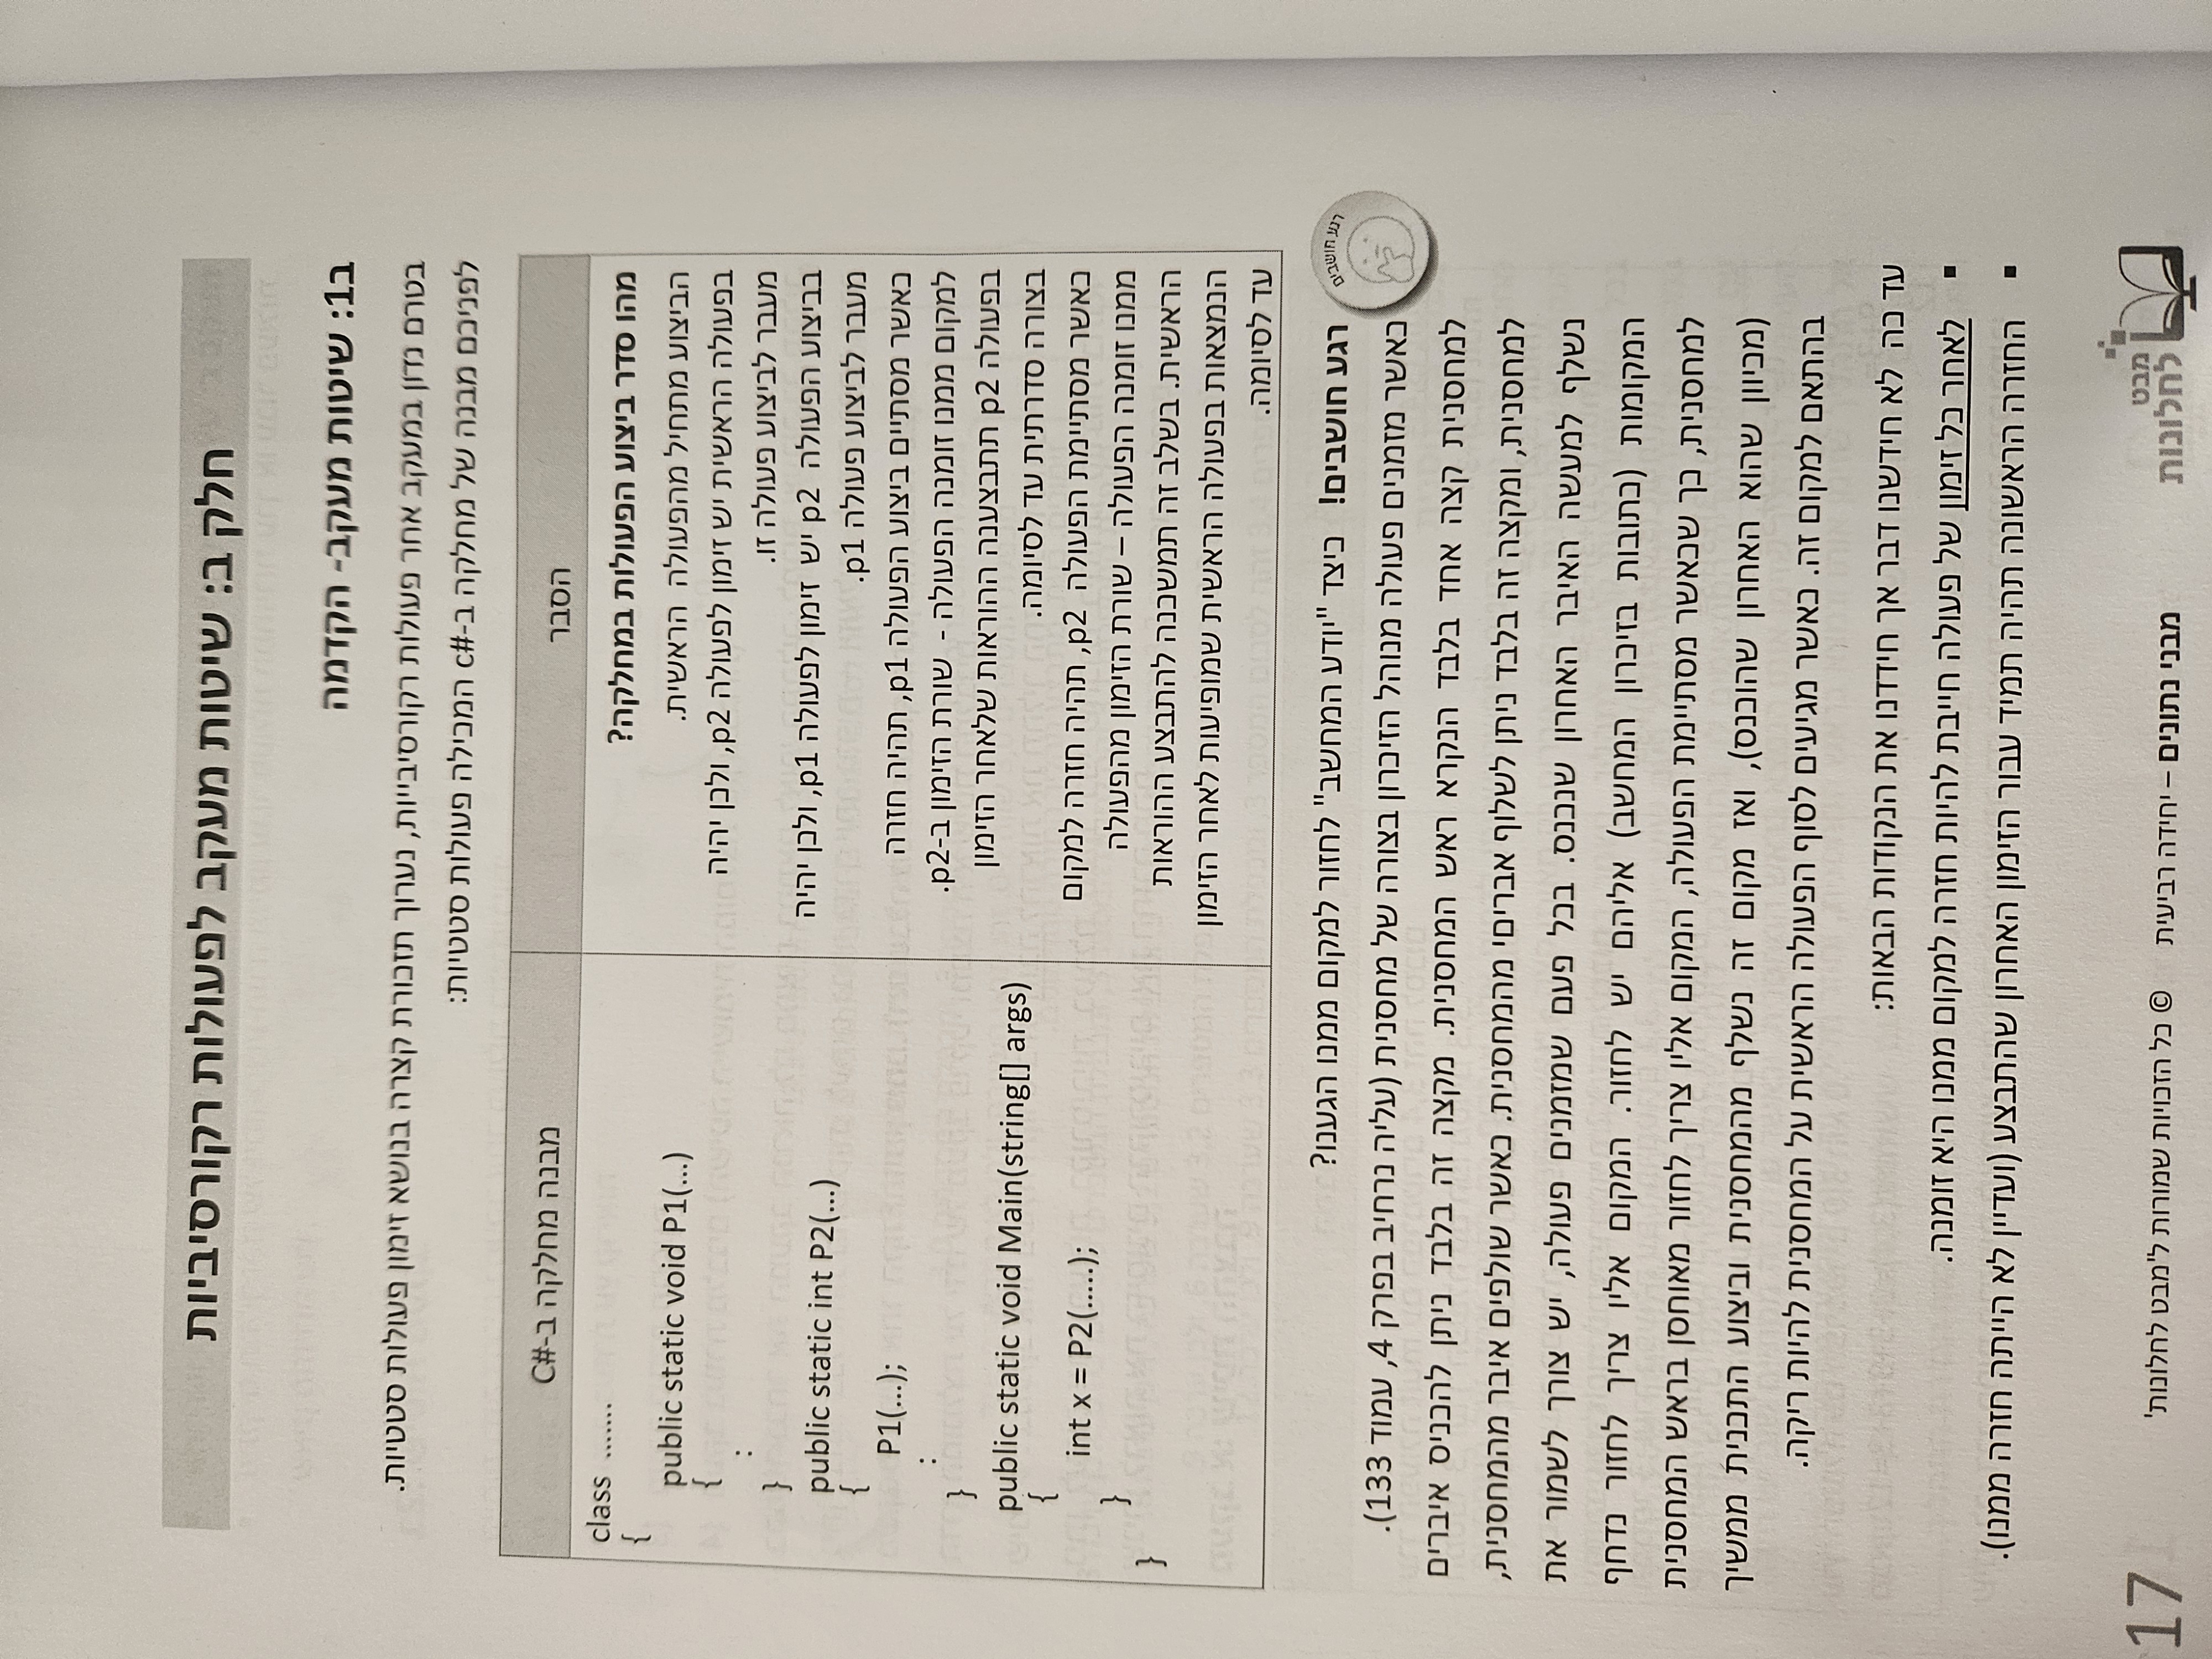 חלק ב: שיטות מעקב לפעולות רקורסיביות
ב1: שיטות מעקב- הקדמה
בטרם נדון במעקב אחר פעולות רקורסיבייות, נערוך תזכורת קצרה בנושא זימון פעולות סטטיות.
לפניכם מבנה של מחלקה ב-c# המכילה פעולות סטטיות:
הסבר
מהו סדר ביצוע הפעולות במחלקה?
הביצוע מתחיל מהפעולה הראשית.
בפעולה הראשית יש זימון לפעולה p2, ולכן יהיה
מעבר לביצוע פעולה זו.
בביצוע הפעולה p2 יש זימון לפעולה p1, ולכן יהיה
מעבר לביצוע פעולה p1.
כאשר מסתיים ביצוע הפעולה p1, תהיה חזרה
למקום ממנו זומנה הפעולה - שורת הזימון ב-p2.
בפעולה p2 תתבצענה ההוראות שלאחר הזימון
בצורה סדרתית עד לסיומה.
כאשר מסתיימת הפעולה p2, תהיה חזרה למקום
ממנו זומנה הפעולה – שורת הזימון מהפעולה
הראשית. בשלב זה תמשכנה להתבצע ההוראות
הנמצאות בפעולה הראשית שמופיעות לאחר הזימון
עד לסיומה.
מבנה מחלקה ב-C#
class .......
{
public static void P1(...)
{
:
}
public static int P2(...)
{
P1(...);
:
}
public static void Main(string[] args)
{
int x = P2(.....);
}
}
רגע חושבים
רגע חושבים! כיצד "יודע המחשב" לחזור למקום ממנו הגענו?
כאשר מזמנים פעולה מנוהל הזיכרון בצורה של מחסנית (עליה נרחיב בפרק 4, עמוד 133).
למחסנית קצה אחד בלבד הנקרא ראש המחסנית. מקצה זה בלבד ניתן להכניס איברים
למחסנית, ומקצה זה בלבד ניתן לשלוף אבריםי מהמחסנית. כאשר שולפים איבר מהמחסנית,
נשלף למעשה האיבר האחרון שנכנס. בכל פעם שמזמנים פעולה, יש צורך לשמור את
המקומות (כתובות בזיכרון המחשב) אליהם יש לחזור. המקום אליו צריך לחזור נדחף
למחסנית, כך שכאשר מסתיימת הפעולה, המקום אליו צריך לחזור מאוחסן בראש המחסנית
(מכיוון שהוא האחרון שהוכנס), ואז מקום זה נשלף מהמחסנית וביצוע התכנית ממשיך
בהתאם למקום זה. כאשר מגיעים לסוף הפעולה הראשית על המחסנית להיות ריקה.
עד כה לא חידשנו דבר אך חידדנו את הנקודות הבאות:
▪ לאחר כל זימון של פעולה חייבת להיות חזרה למקום ממנו היא זומנה.
▪ החזרה הראשונה תהיה תמיד עבור הזימון האחרון שהתבצע (ועדיין לא הייתה חזרה ממנו).
מבט
לחלונות
מבני נתונים – יחידה רביעית © כל הזכויות שמורות ל'מבט לחלונות'
17